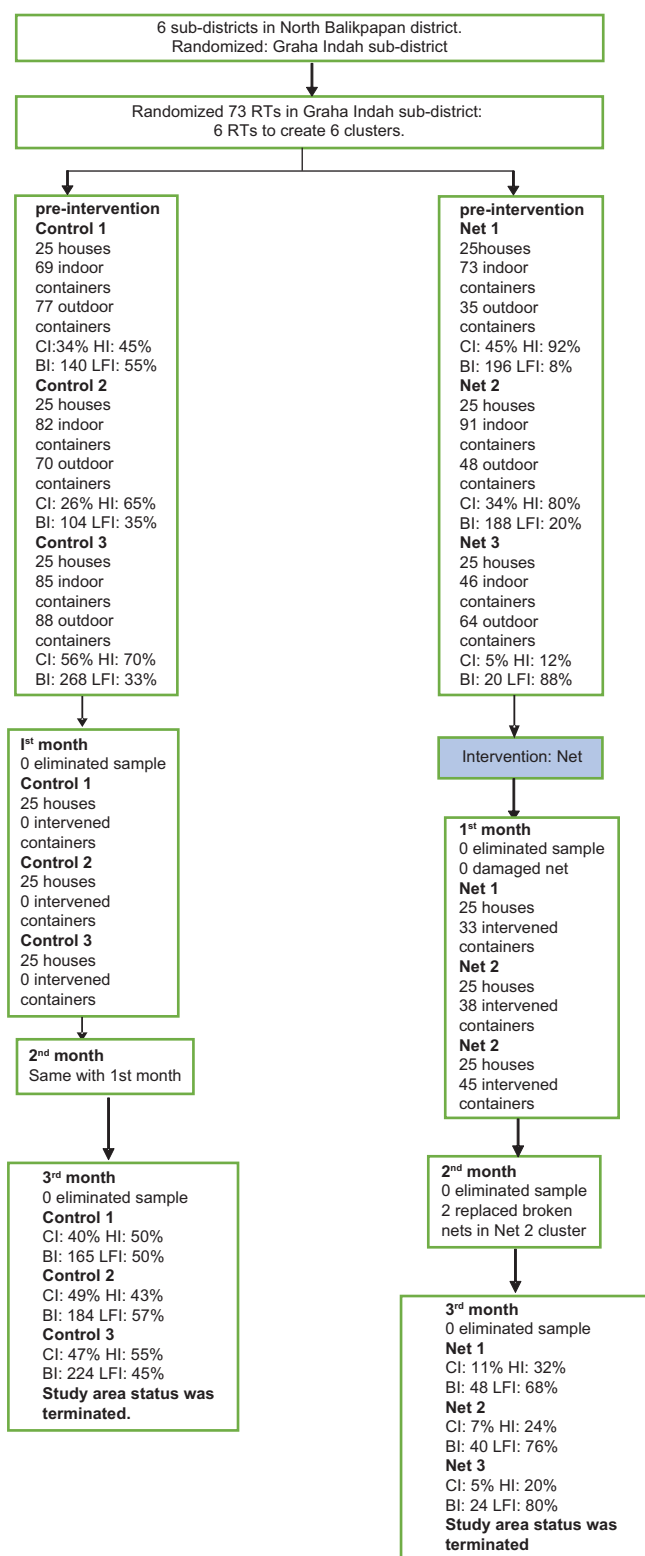 6 sub-districts in North Balikpapan district.
Randomized: Graha Indah sub-district
Randomized 73 RTs in Graha Indah sub-district:
6 RTs to create 6 clusters.
pre-intervention
Control 1
25 houses
69 indoor
containers
77 outdoor
containers
CI:34% HI: 45%
BI: 140 LFI: 55%
Control 2
25 houses
82 indoor
containers
70 outdoor
containers
CI: 26% HI: 65%
BI: 104 LFI: 35%
Control 3
25 houses
85 indoor
containers
88 outdoor
containers
CI: 56% HI: 70%
BI: 268 LFI: 33%
Ist month
0 eliminated sample
Control 1
25 houses
0 intervened
containers
Control 2
25 houses
0 intervened
containers
Control 3
25 houses
0 intervened
containers
2nd month
Same with 1st month
3rd month
0 eliminated sample
Control 1
CI: 40% HI: 50%
BI: 165 LFI: 50%
Control 2
CI: 49% HI: 43%
BI: 184 LFI: 57%
Control 3
CI: 47% HI: 55%
BI: 224 LFI: 45%
Study area status was
terminated.
pre-intervention
Net 1
25houses
73 indoor
containers
35 outdoor
containers
CI: 45% HI: 92%
BI: 196 LFI: 8%
Net 2
25 houses
91 indoor
containers
48 outdoor
containers
CI: 34% HI: 80%
BI: 188 LFI: 20%
Net 3
25 houses
46 indoor
containers
64 outdoor
containers
CI: 5% HI: 12%
BI: 20 LFI: 88%
Intervention: Net
1st month
0 eliminated sample
0 damaged net
Net 1
25 houses
33 intervened
containers
Net 2
25 houses
38 intervened
containers
Net 2
25 houses
45 intervened
containers
2nd month
0 eliminated sample
2 replaced broken
nets in Net 2 cluster
3rd month
0 eliminated sample
Net 1
CI: 11% HI: 32%
BI: 48 LFI: 68%
Net 2
CI: 7% HI: 24%
BI: 40 LFI: 76%
Net 3
CI: 5% HI: 20%
BI: 24 LFI: 80%
Study area status was
terminated